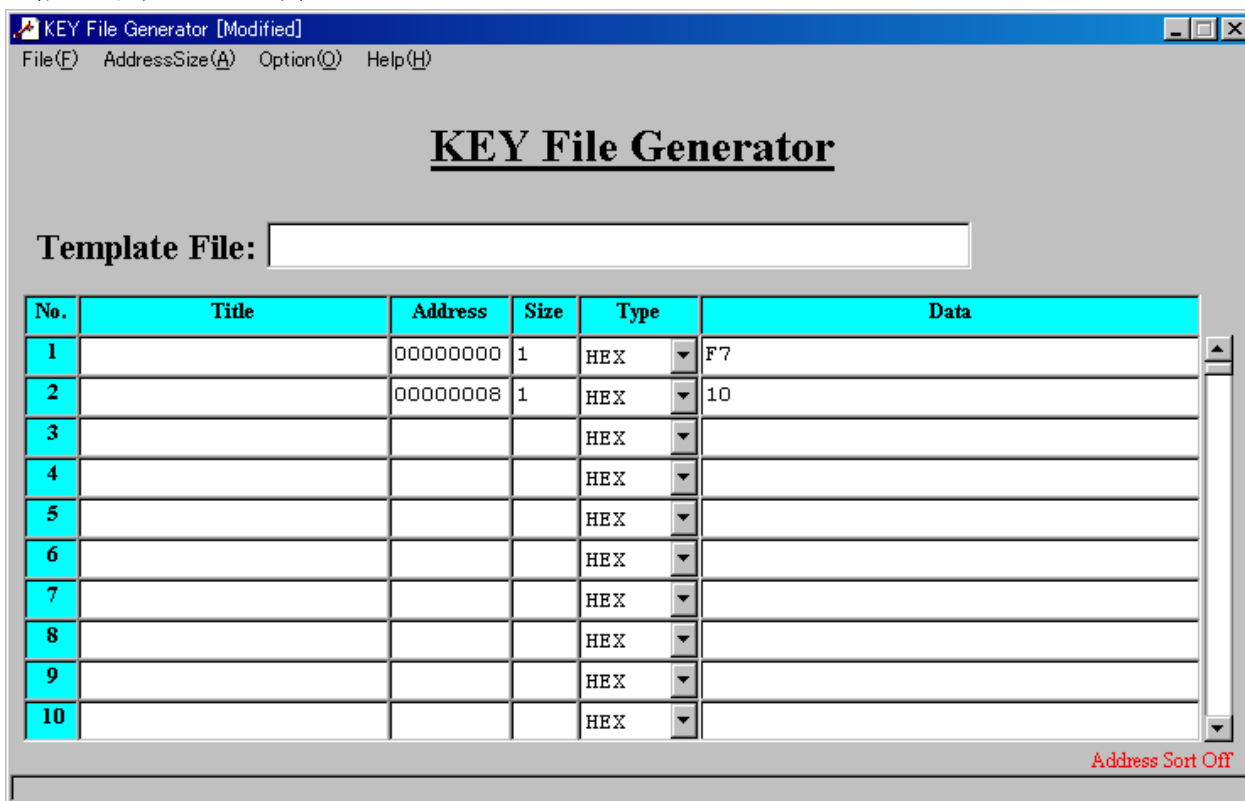 KEY File Generator [Modified]
File(F) AddressSize(A) Option(O) Help(H)
KEY File Generator
Template File:
No. Title Address Size Type Data
1 00000000 1 HEX F7
2 00000008 1 HEX 10
3 HEX
4 HEX
5 HEX
6 HEX
7 HEX
8 HEX
9 HEX
10 HEX
Address Sort Off